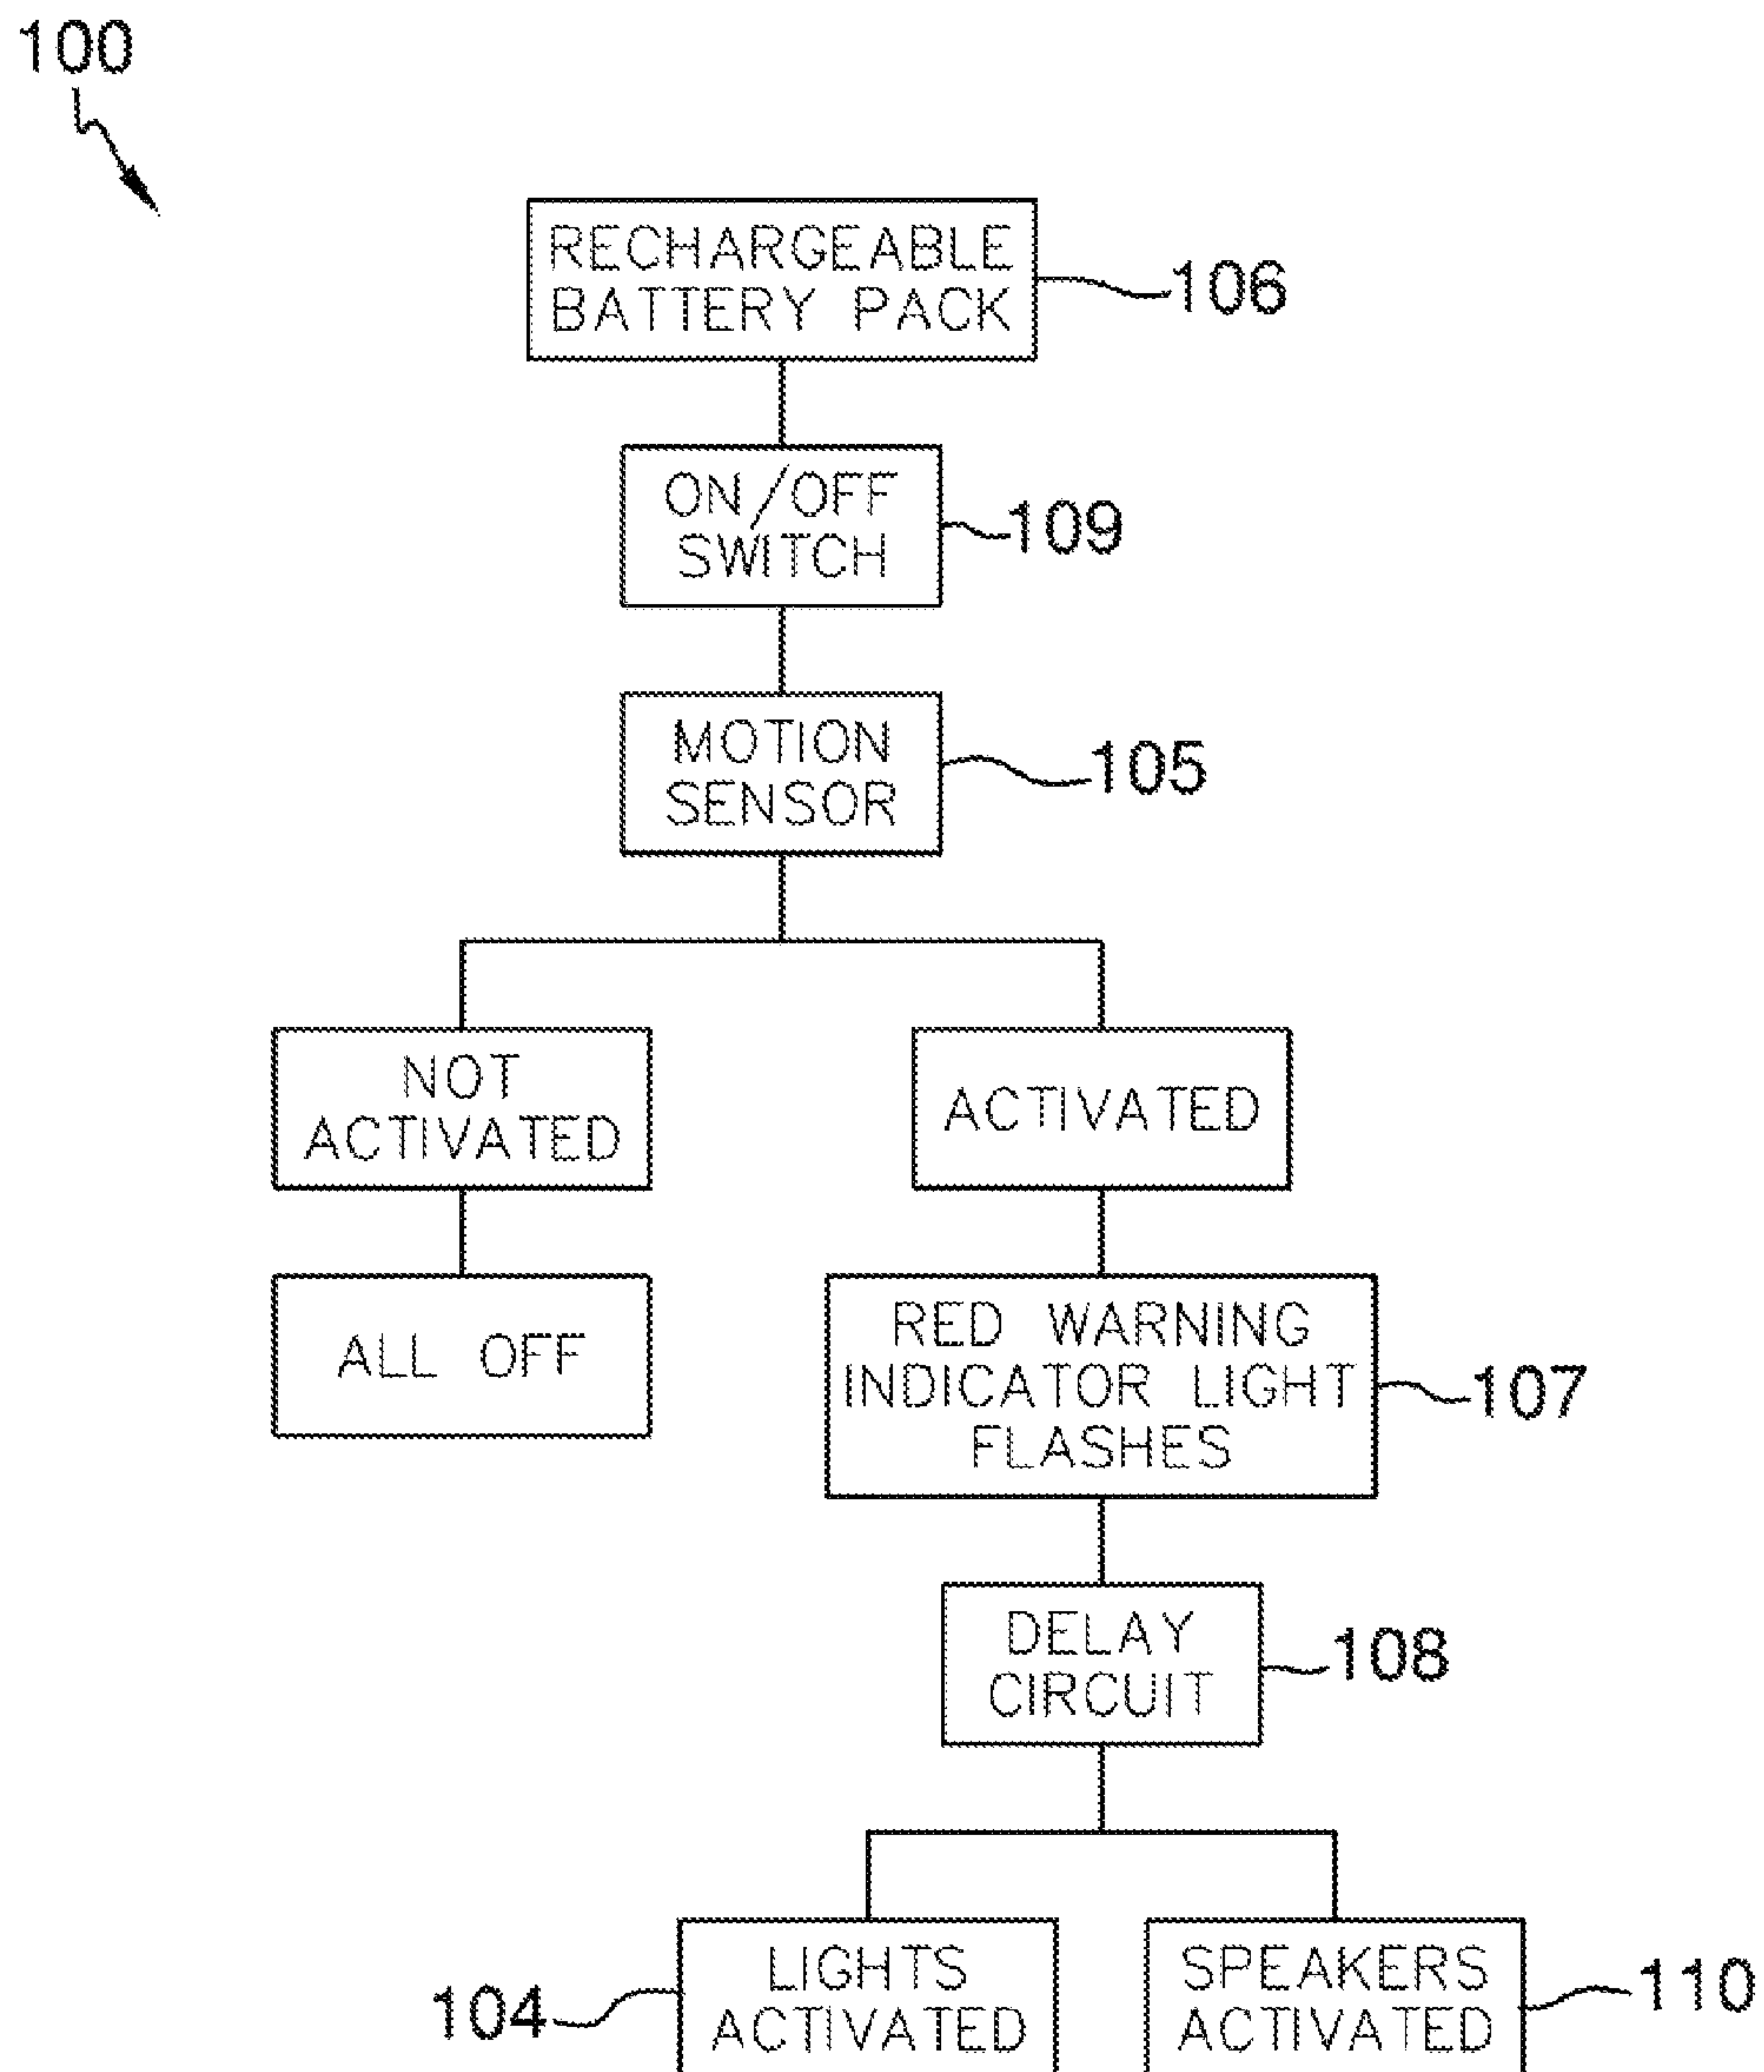 100
RECHARGEABLE
BATTERY PACK
106
ON/OFF
SWITCH
109
MOTION
SENSOR
105
NOT
ACTIVATED
ACTIVATED
ALL OFF
RED WARNING
INDICATOR LIGHT
FLASHES
107
DELAY
CIRCUIT
108
104
LIGHTS
ACTIVATED
SPEAKERS
ACTIVATED
110